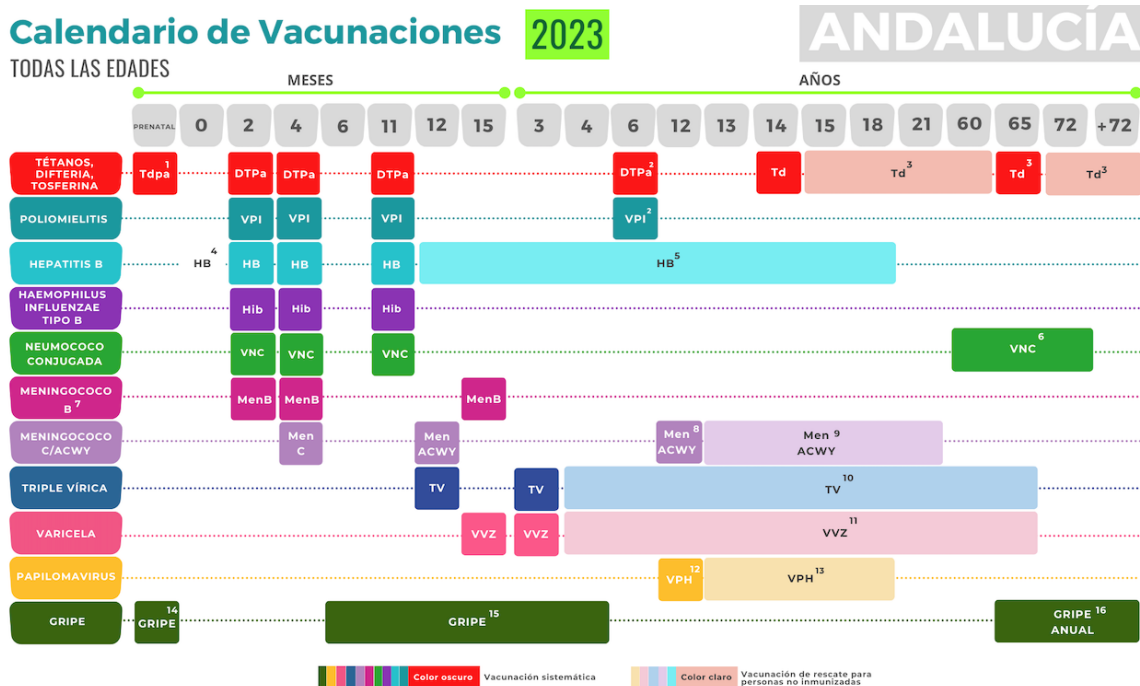 Calendario de Vacunaciones 2023
ANDALUCÍA
TODAS LAS EDADES
MESES
AÑOS
PRENATAL 0 2 4 6 11 12 15 3 4 6 12 13 14 15 18 21 60 65 72 +72
TÉTANOS,
DIFTERIA,
TOSFERINA
Tdpa 1 DTPa DTPa DTPa DTPa 2 Td Td 3 Td 3 Td 3
POLIOMIELITIS VPI VPI VPI VPI 2
HEPATITIS B HB 4 HB HB HB HB 5
HAEMOPHILUS
INFLUENZAE
TIPO B
Hib Hib Hib
NEUMOCOCO
CONJUGADA
VNC VNC VNC VNC 6
MENINGOCOCO
B 7
MenB MenB MenB
MENINGOCOCO
C/ACWY
Men
C
Men
ACWY
Men 8
ACWY
Men 9
ACWY
TRIPLE VÍRICA TV TV TV 10
VARICELA VVZ VVZ VVZ 11
PAPILOMAVIRUS VPH 12 VPH 13
GRIPE GRIPE 14 GRIPE 15 GRIPE 16
ANUAL
Color oscuro Vacunación sistemática
Color claro Vacunación de rescate para
personas no inmunizadas